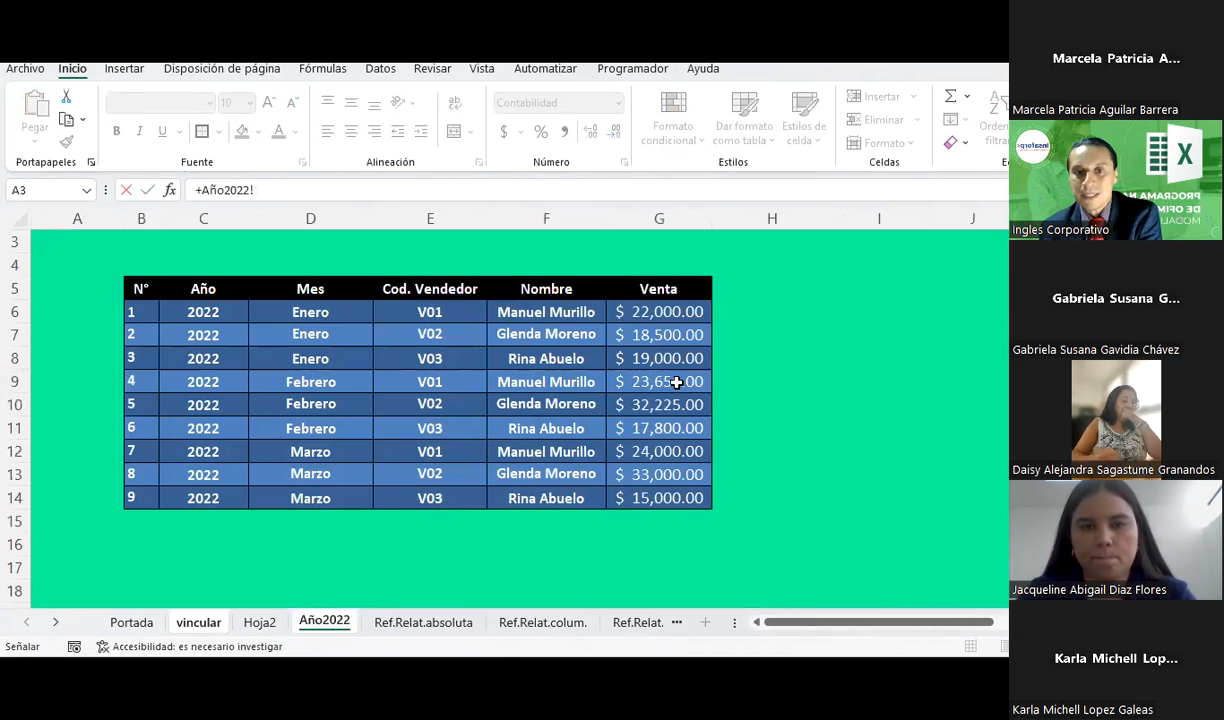 Archivo Inicio Insertar Disposición de página Fórmulas Datos Revisar Vista Automatizar Programador Ayuda
Pegar
Portapapeles
10
N K S
Fuente
Alineación
Contabilidad
$ %
Número
Formato condicional
Dar formato como tabla
Estilos de celda
Estilos
Insertar
Eliminar
Formato
Celdas
A3
fx
+Año2022!
A B C D E F G H I J
3
4
5 N° Año Mes Cod. Vendedor Nombre Venta
6 1 2022 Enero V01 Manuel Murillo $ 22,000.00
7 2 2022 Enero V02 Glenda Moreno $ 18,500.00
8 3 2022 Enero V03 Rina Abuelo $ 19,000.00
9 4 2022 Febrero V01 Manuel Murillo
10 5 2022 Febrero V02 Glenda Moreno $ 32,225.00
11 6 2022 Febrero V03 Rina Abuelo $ 17,800.00
12 7 2022 Marzo V01 Manuel Murillo $ 24,000.00
13 8 2022 Marzo V02 Glenda Moreno $ 33,000.00
14 9 2022 Marzo V03 Rina Abuelo $ 15,000.00
15
16
17
18
Portada vincular Hoja2 Año2022 Ref.Relat.absoluta Ref.Relat.colum. Ref.Relat. ...
Señalar
Accesibilidad: es necesario investigar
Marcela Patricia A...
Marcela Patricia Aguilar Barrera
X
PROGRAMA NA
DE OFIM
MODAL
Ingles Corporativo
Gabriela Susana G...
Gabriela Susana Gavidia Chávez
Daisy Alejandra Sagastume Granandos
Jacqueline Abigail Diaz Flores
Karla Michell Lop...
Karla Michell Lopez Galeas